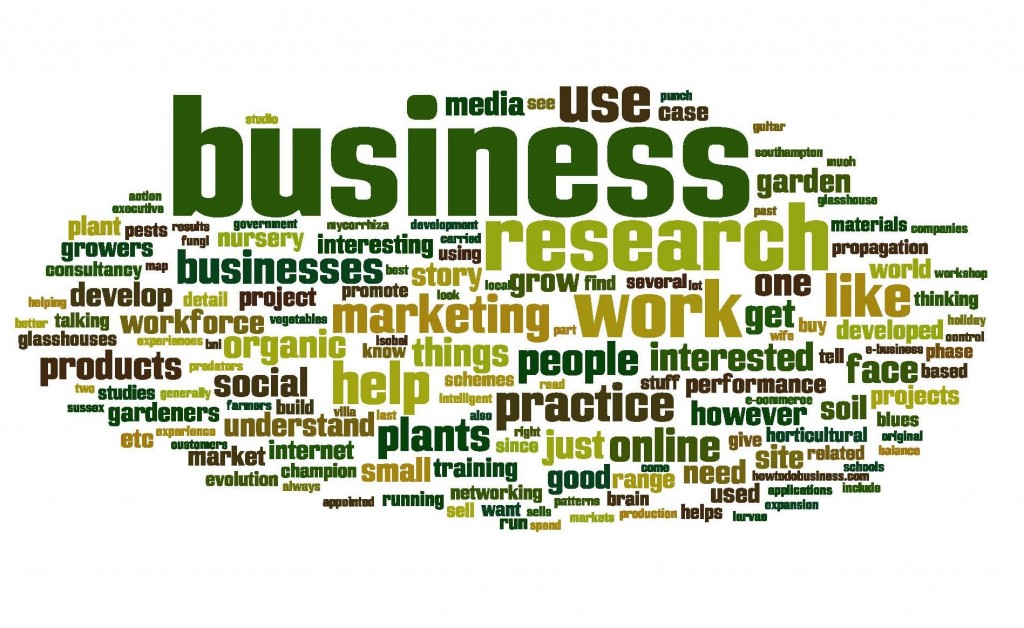 media see use punch case
studio business guitar
southampton much
garden
action glasshouse
executive past
plant pests results government mycorrhiza development research materials companies
growers fungi nursery interesting carried using propagation
consultancy map businesses best story local grow find several lot one like world workshop
helping develop detail project promote look work thinking
better talking workforce vegetables marketing part get buy developed holiday
glasshouses experiences bnl organic isobel know things wife control
products predators people interested tell e-business phase
two studies generally social help schemes read stuff performance face based
sussex gardeners farmers build villa last intelligent practice e-commerce projects
etc experience understand also however soil blues
customers plants since right just online give horticultural original
market internet site related balance
evolution champion small training good range come need howtodobusiness.com schools
always networking patterns brain used applications include
appointed running sell want sells markets production helps expansion
run spend larvae